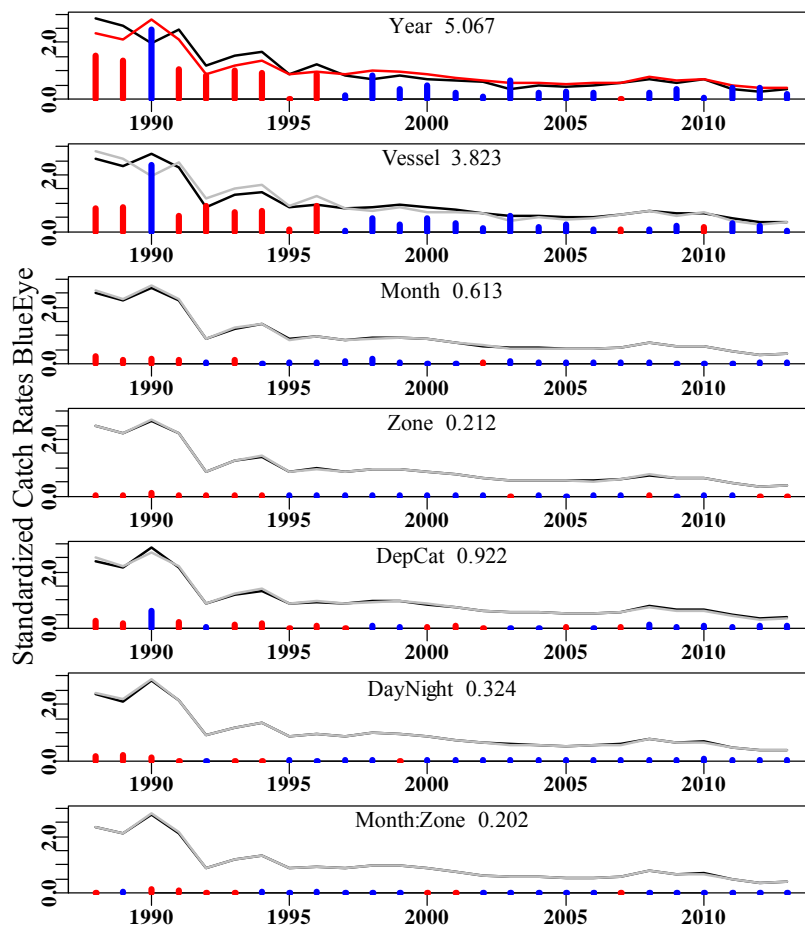 Standardized Catch Rates BlueEye
Year 5.067
0.0 2.0
1990 1995 2000 2005 2010
Vessel 3.823
0.0 2.0
1990 1995 2000 2005 2010
Month 0.613
0.0 2.0
1990 1995 2000 2005 2010
Zone 0.212
0.0 2.0
1990 1995 2000 2005 2010
DepCat 0.922
0.0 2.0
1990 1995 2000 2005 2010
DayNight 0.324
0.0 2.0
1990 1995 2000 2005 2010
Month:Zone 0.202
0.0 2.0
1990 1995 2000 2005 2010